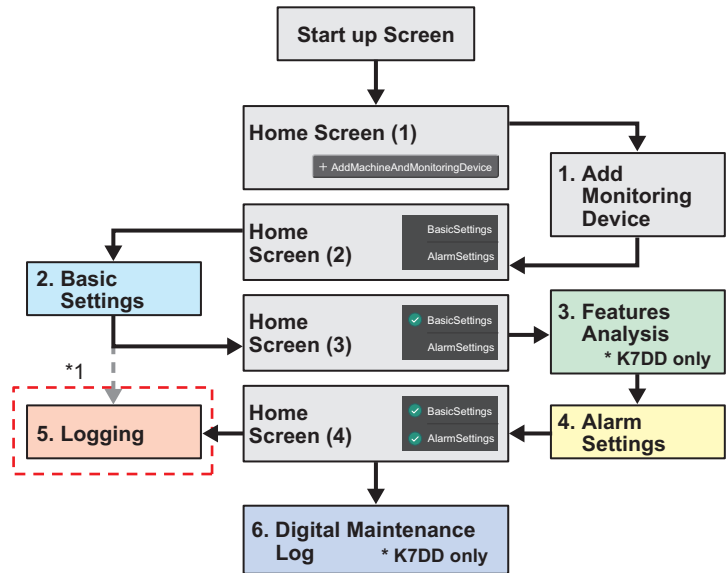 Start up Screen
Home Screen (1)
+ AddMachineAndMonitoringDevice
1. Add
Monitoring
Device
Home
Screen (2)
BasicSettings
AlarmSettings
2. Basic
Settings
Home
Screen (3)
BasicSettings
AlarmSettings
3. Features
Analysis
* K7DD only
*1
5. Logging
Home
Screen (4)
BasicSettings
AlarmSettings
4. Alarm
Settings
6. Digital Maintenance
Log * K7DD only